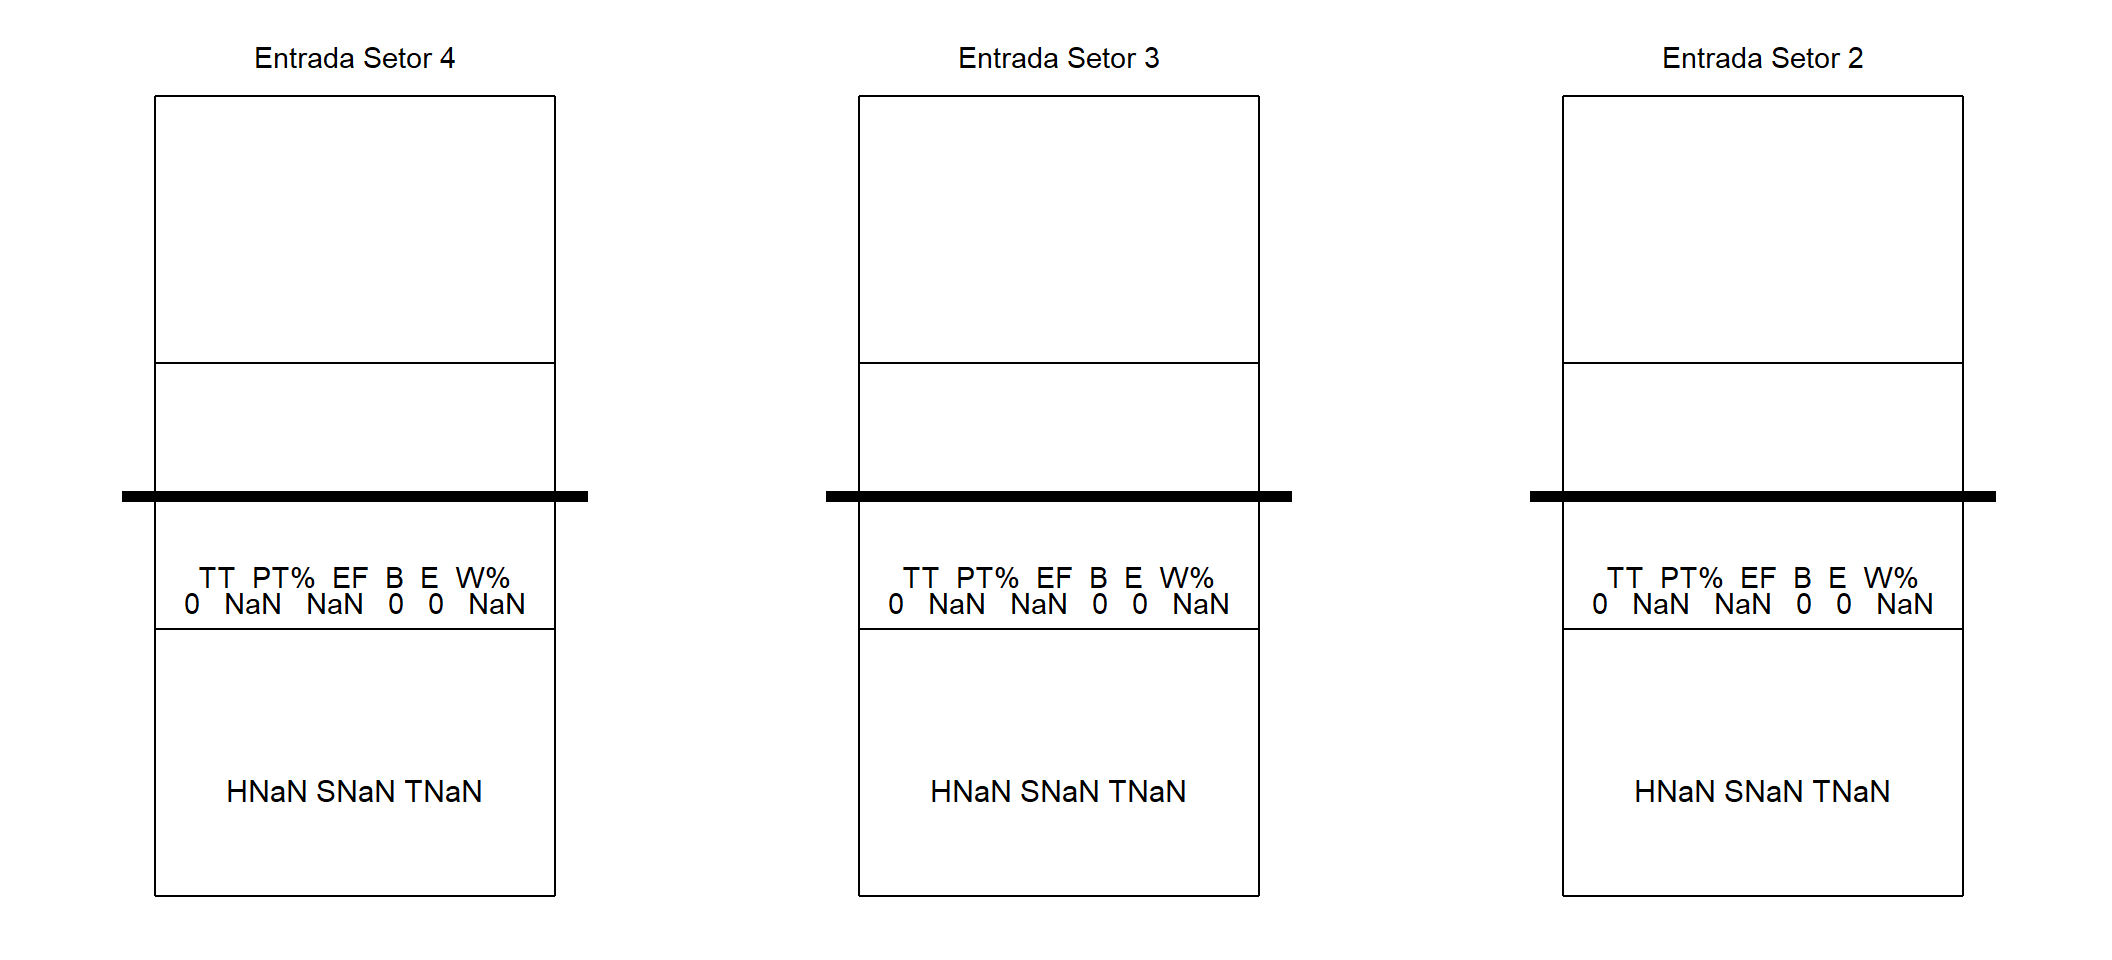 Entrada Setor 4
TT PT% EF B E W%
0 NaN NaN 0 0 NaN
HNaN SNaN TNaN
Entrada Setor 3
TT PT% EF B E W%
0 NaN NaN 0 0 NaN
HNaN SNaN TNaN
Entrada Setor 2
TT PT% EF B E W%
0 NaN NaN 0 0 NaN
HNaN SNaN TNaN